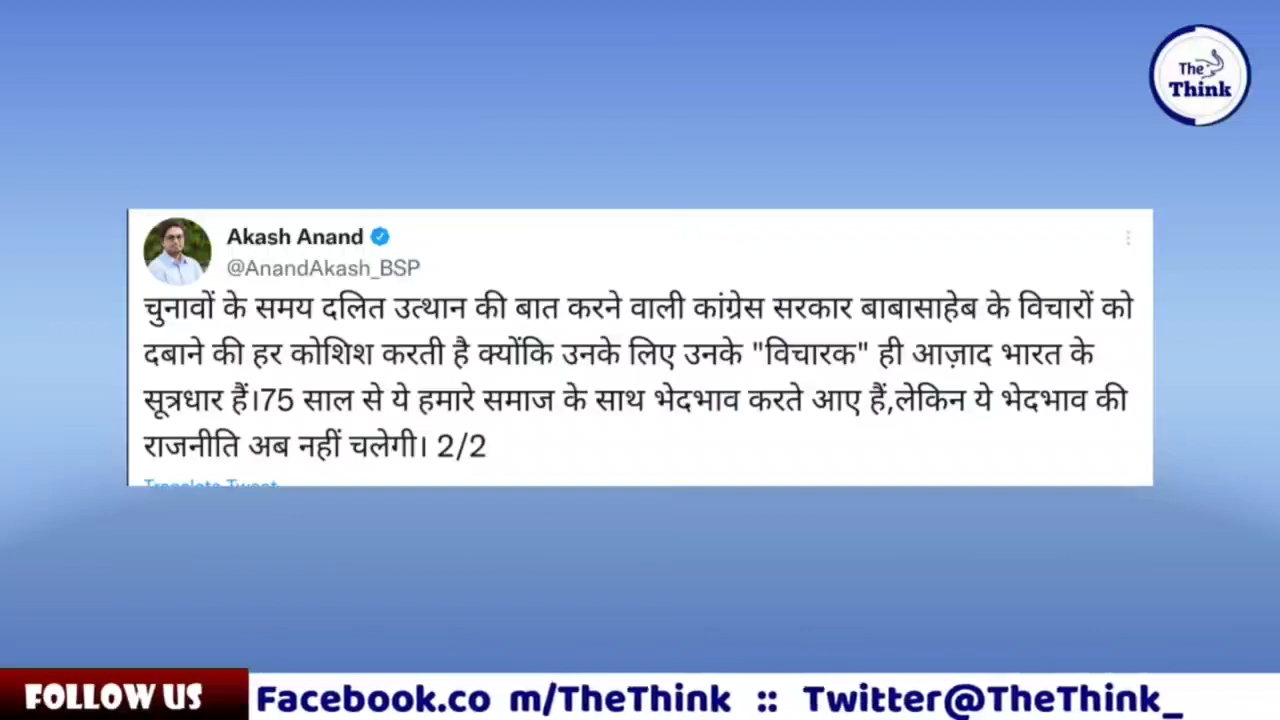 The
Think
Akash Anand
@AnandAkash_BSP
चुनावों के समय दलित उत्थान की बात करने वाली कांग्रेस सरकार बाबासाहेब के विचारों को
दबाने की हर कोशिश करती है क्योंकि उनके लिए उनके "विचारक" ही आज़ाद भारत के
सूत्रधार हैं।75 साल से ये हमारे समाज के साथ भेदभाव करते आए हैं,लेकिन ये भेदभाव की
राजनीति अब नहीं चलेगी। 2/2
Translate Tweet
FOLLOW US Facebook.co m/TheThink :: Twitter@TheThink_